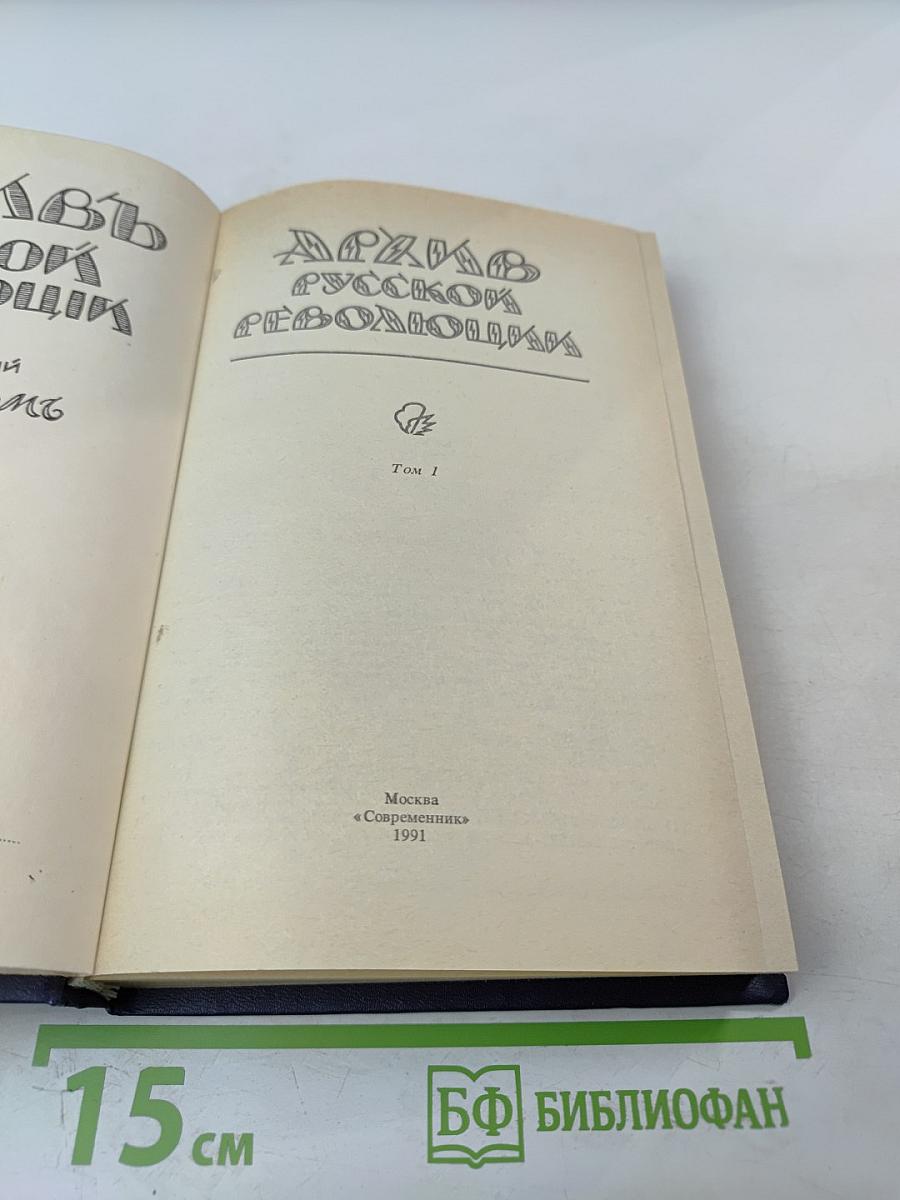 АРХИВ
РУССКОЙ
РЕВОЛЮЦИИ
Том 1
Москва
«Современник»
1991
15 см
БФ БИБЛИОФАН